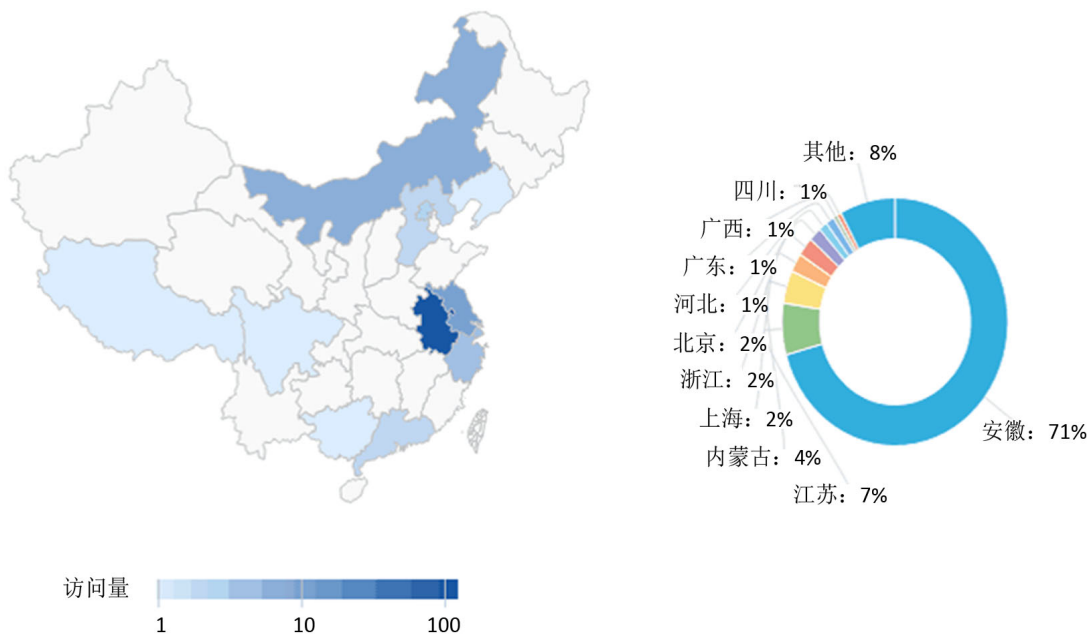 其他：8%
四川：1%
广西：1%
广东：1%
河北：1%
北京：2%
浙江：2%
上海：2%
内蒙古：4%
江苏：7%
安徽：71%
访问量
1 10 100